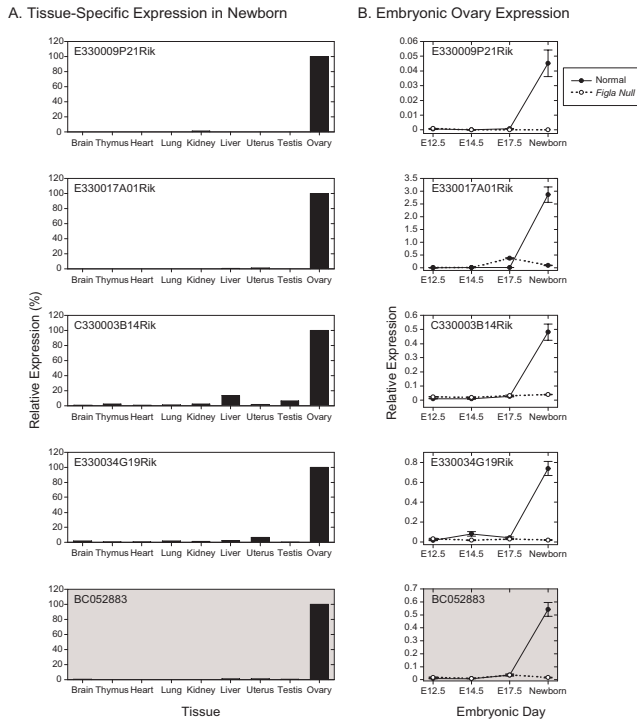 A. Tissue-Specific Expression in Newborn
B. Embryonic Ovary Expression
E330009P21Rik
120
100
80
60
40
20
0
Brain Thymus Heart Lung Kidney Liver Uterus Testis Ovary
E330009P21Rik
0.06
0.05
0.04
0.03
0.02
0.01
0
E12.5 E14.5 E17.5 Newborn
Normal
Figla Null
E330017A01Rik
120
100
80
60
40
20
0
Brain Thymus Heart Lung Kidney Liver Uterus Testis Ovary
E330017A01Rik
3.5
3.0
2.5
2.0
1.5
1.0
0.5
0
E12.5 E14.5 E17.5 Newborn
Relative Expression (%)
C330003B14Rik
120
100
80
60
40
20
0
Brain Thymus Heart Lung Kidney Liver Uterus Testis Ovary
Relative Expression
C330003B14Rik
0.6
0.5
0.4
0.3
0.2
0.1
0
E12.5 E14.5 E17.5 Newborn
E330034G19Rik
120
100
80
60
40
20
0
Brain Thymus Heart Lung Kidney Liver Uterus Testis Ovary
E330034G19Rik
0.8
0.6
0.4
0.2
0
E12.5 E14.5 E17.5 Newborn
BC052883
120
100
80
60
40
20
0
Brain Thymus Heart Lung Kidney Liver Uterus Testis Ovary
Tissue
BC052883
0.7
0.6
0.5
0.4
0.3
0.2
0.1
0
E12.5 E14.5 E17.5 Newborn
Embryonic Day